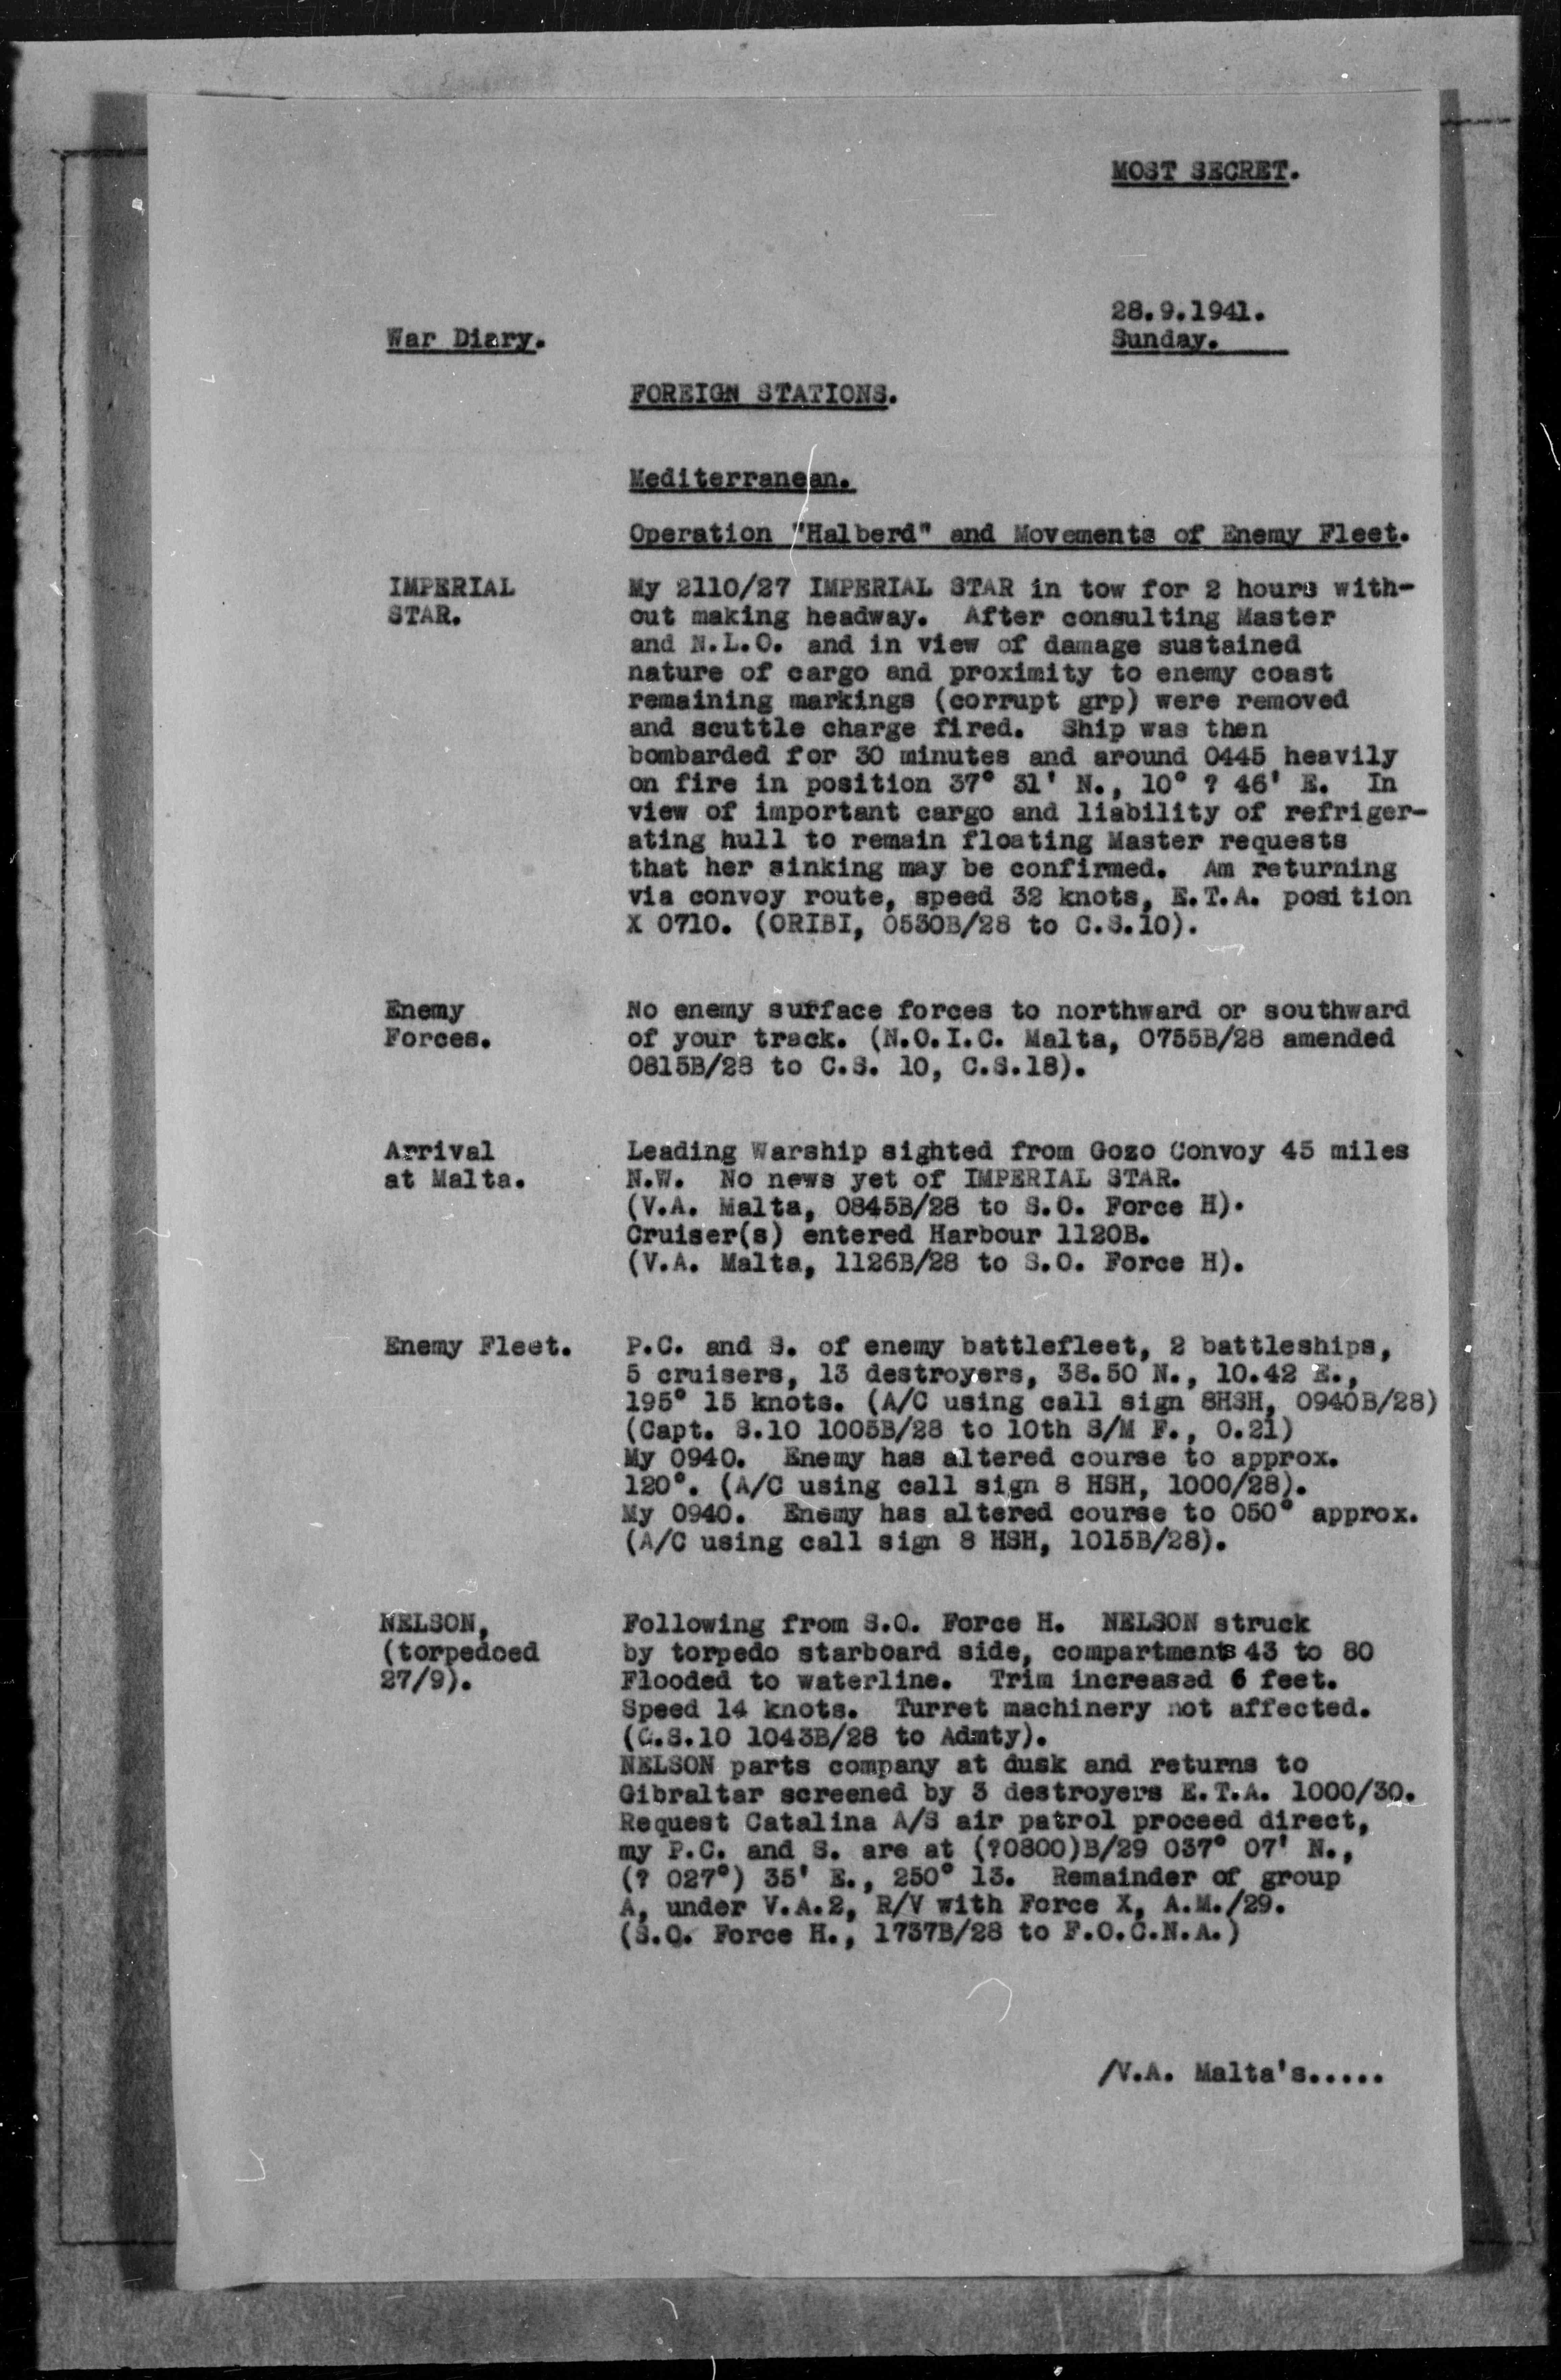 MOST SECRET.
28.9.1941.
War Diary.
Sunday.
FOREIGN STATIONS.
Mediterranean.
Operation "Halberd" and Movements of Enemy Fleet.
IMPERIAL
STAR.
My 2110/27 IMPERIAL STAR in tow for 2 hours with-
out making headway. After consulting Master
and N.L.O. and in view of damage sustained
nature of cargo and proximity to enemy coast
remaining markings (corrupt grp) were removed
and scuttle charge fired. Ship was then
bombarded for 30 minutes and around 0445 heavily
on fire in position 37° 31' N., 10° ? 46' E. In
view of important cargo and liability of refriger-
ating hull to remain floating Master requests
that her sinking may be confirmed. Am returning
via convoy route, speed 32 knots, E.T.A. position
X 0710. (ORIBI, 0530B/28 to C.S.10).
Enemy
Forces.
No enemy surface forces to northward or southward
of your track. (N.O.I.C. Malta, 0755B/28 amended
0815B/28 to C.S. 10, C.S.18).
Arrival
at Malta.
Leading Warship sighted from Gozo Convoy 45 miles
N.W. No news yet of IMPERIAL STAR.
(V.A. Malta, 0845B/28 to S.O. Force H).
Cruiser(s) entered Harbour 1120B.
(V.A. Malta, 1126B/28 to S.O. Force H).
Enemy Fleet.
P.C. and S. of enemy battlefleet, 2 battleships,
5 cruisers, 13 destroyers, 38.50 N., 10.42 E.,
195° 15 knots. (A/C using call sign 8HSH, 0940B/28)
(Capt. S.10 1005B/28 to 10th S/M F., 0.21)
My 0940. Enemy has altered course to approx.
120°. (A/C using call sign 8 HSH, 1000/28).
My 0940. Enemy has altered course to 050° approx.
(A/C using call sign 8 HSH, 1015B/28).
NELSON,
(torpedoed
27/9).
Following from S.O. Force H. NELSON struck
by torpedo starboard side, compartments 43 to 80
Flooded to waterline. Trim increased 6 feet.
Speed 14 knots. Turret machinery not affected.
(C.S.10 1043B/28 to Admty).
NELSON parts company at dusk and returns to
Gibraltar screened by 3 destroyers E.T.A. 1000/30.
Request Catalina A/S air patrol proceed direct,
my P.C. and S. are at (?0800)B/29 037° 07' N.,
(? 027°) 35' E., 250° 13. Remainder of group
A, under V.A.2, R/V with Force X, A.M./29.
(S.O. Force H., 1737B/28 to F.O.C.N.A.)
/V.A. Malta's.....